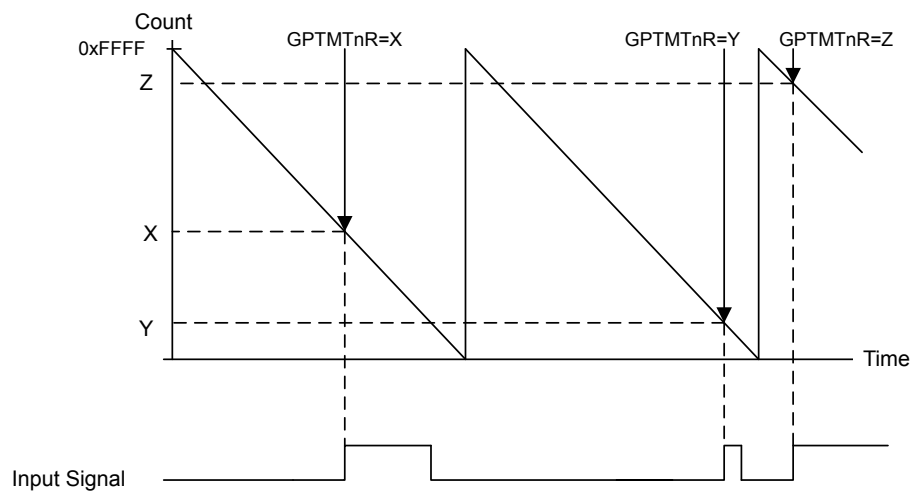 Count
0xFFFF
GPTMTnR=X
GPTMTnR=Y
GPTMTnR=Z
Z
X
Y
Time
Input Signal